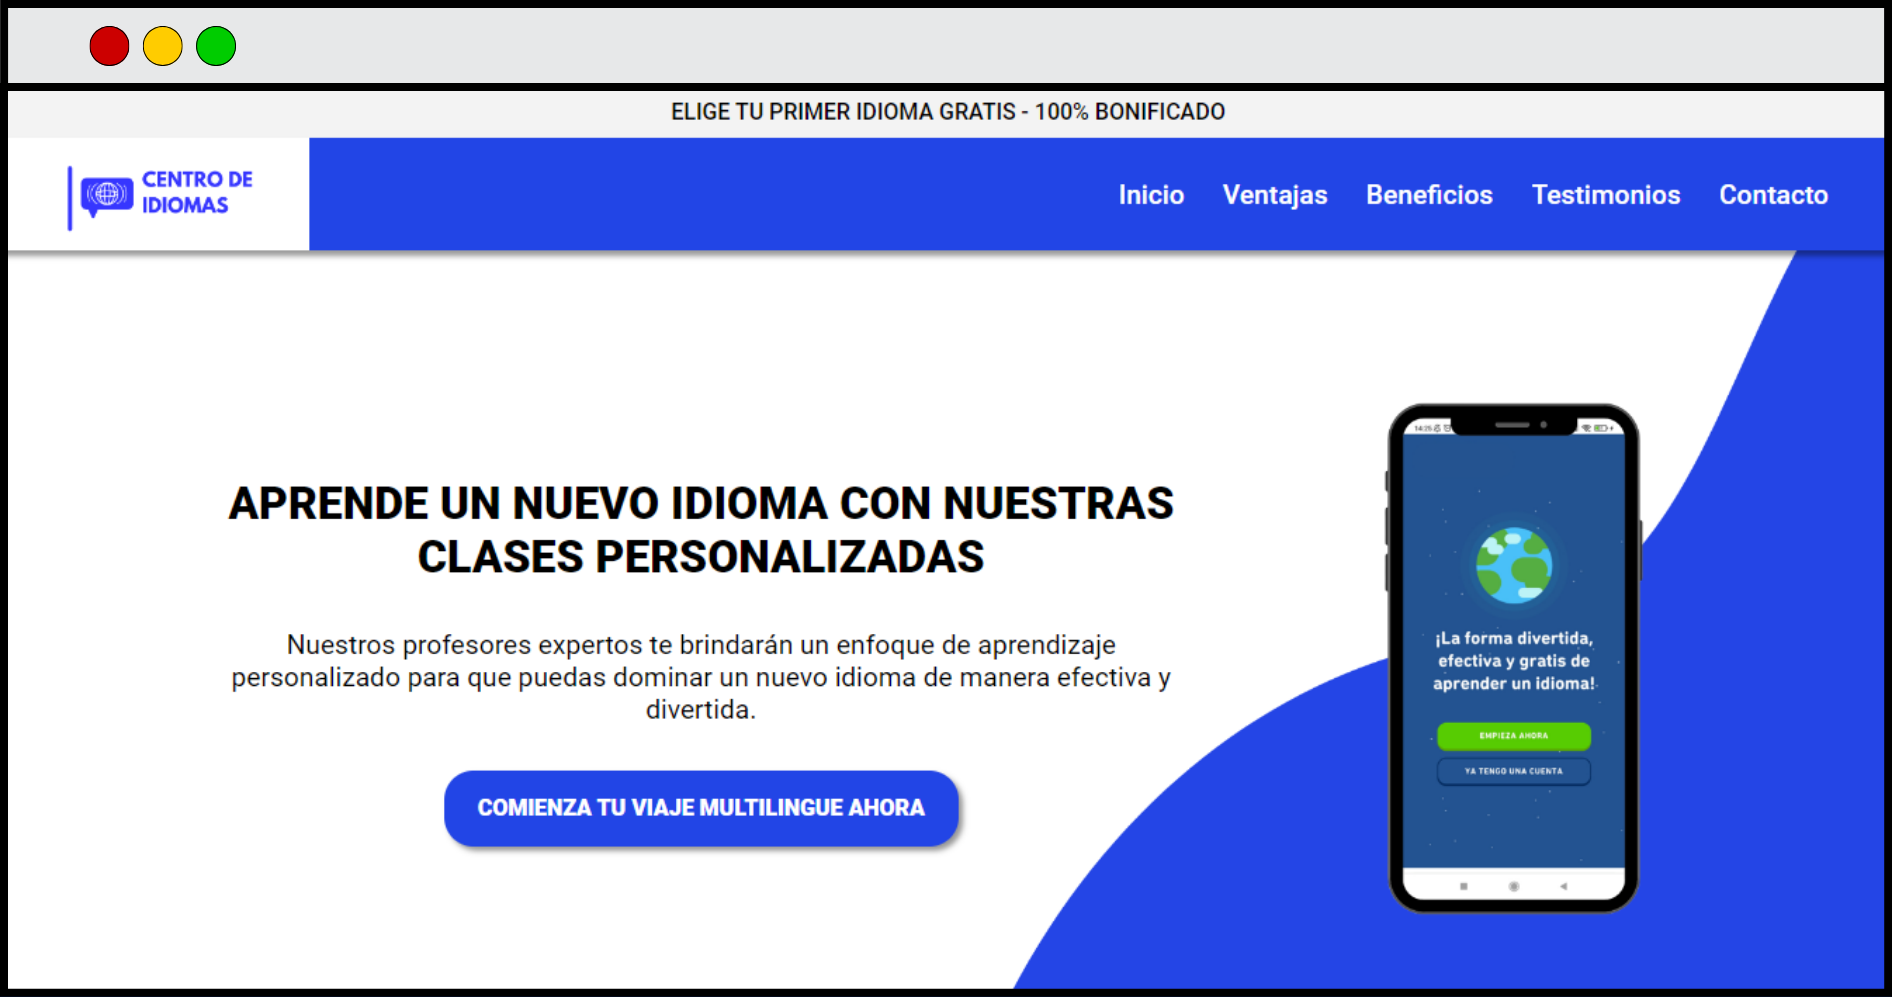 ELIGE TU PRIMER IDIOMA GRATIS - 100% BONIFICADO
CENTRO DE
IDIOMAS
Inicio Ventajas Beneficios Testimonios Contacto
APRENDE UN NUEVO IDIOMA CON NUESTRAS
CLASES PERSONALIZADAS
Nuestros profesores expertos te brindarán un enfoque de aprendizaje
personalizado para que puedas dominar un nuevo idioma de manera efectiva y
divertida.
COMIENZA TU VIAJE MULTILINGUE AHORA
14:25
¡La forma divertida,
efectiva y gratis de
aprender un idioma!
EMPIEZA AHORA
YA TENGO UNA CUENTA